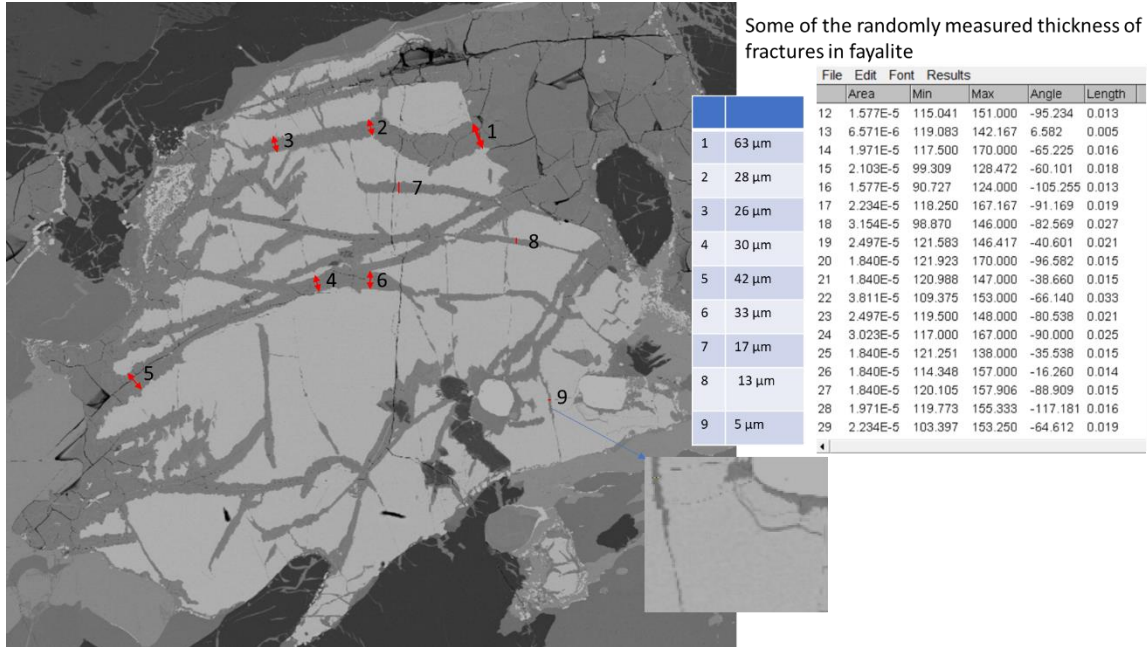 Some of the randomly measured thickness of
fractures in fayalite
File Edit Font Results
Area Min Max Angle Length
12 1.577E-5 115.041 151.000 -95.234 0.013
13 6.571E-6 119.083 142.167 6.582 0.005
14 1.971E-5 117.500 170.000 -65.225 0.016
15 2.103E-5 99.309 128.472 -60.101 0.018
16 1.577E-5 90.727 124.000 -105.255 0.013
17 2.234E-5 118.250 167.167 -91.169 0.019
18 3.154E-5 98.870 146.000 -82.569 0.027
19 2.497E-5 121.583 146.417 -40.601 0.021
20 1.840E-5 121.923 170.000 -96.582 0.015
21 1.840E-5 120.988 147.000 -38.660 0.015
22 3.811E-5 109.375 153.000 -66.140 0.033
23 2.497E-5 119.500 148.000 -80.538 0.021
24 3.023E-5 117.000 167.000 -90.000 0.025
25 1.840E-5 121.251 138.000 -35.538 0.015
26 1.840E-5 114.348 157.000 -16.260 0.014
27 1.840E-5 120.105 157.906 -88.909 0.015
28 1.971E-5 119.773 155.333 -117.181 0.016
29 2.234E-5 103.397 153.250 -64.612 0.019
1 63 µm
2 28 µm
3 26 µm
4 30 µm
5 42 µm
6 33 µm
7 17 µm
8 13 µm
9 5 µm
1
2
3
7
8
4
6
5
9